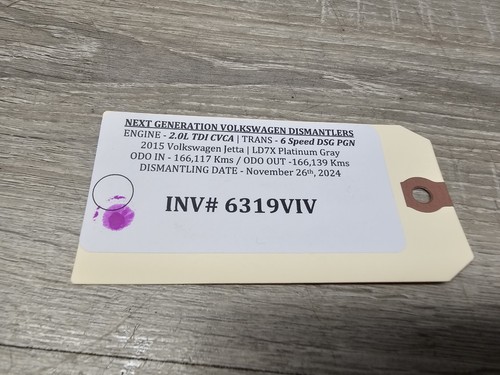 NEXT GENERATION VOLKSWAGEN DISMANTLERS
ENGINE - 2.0L TDI CVCA | TRANS - 6 Speed DSG PGN
2015 Volkswagen Jetta | LD7X Platinum Gray
ODO IN - 166,117 Kms / ODO OUT -166,139 Kms
DISMANTLING DATE - November 26th, 2024
INV# 6319VIV